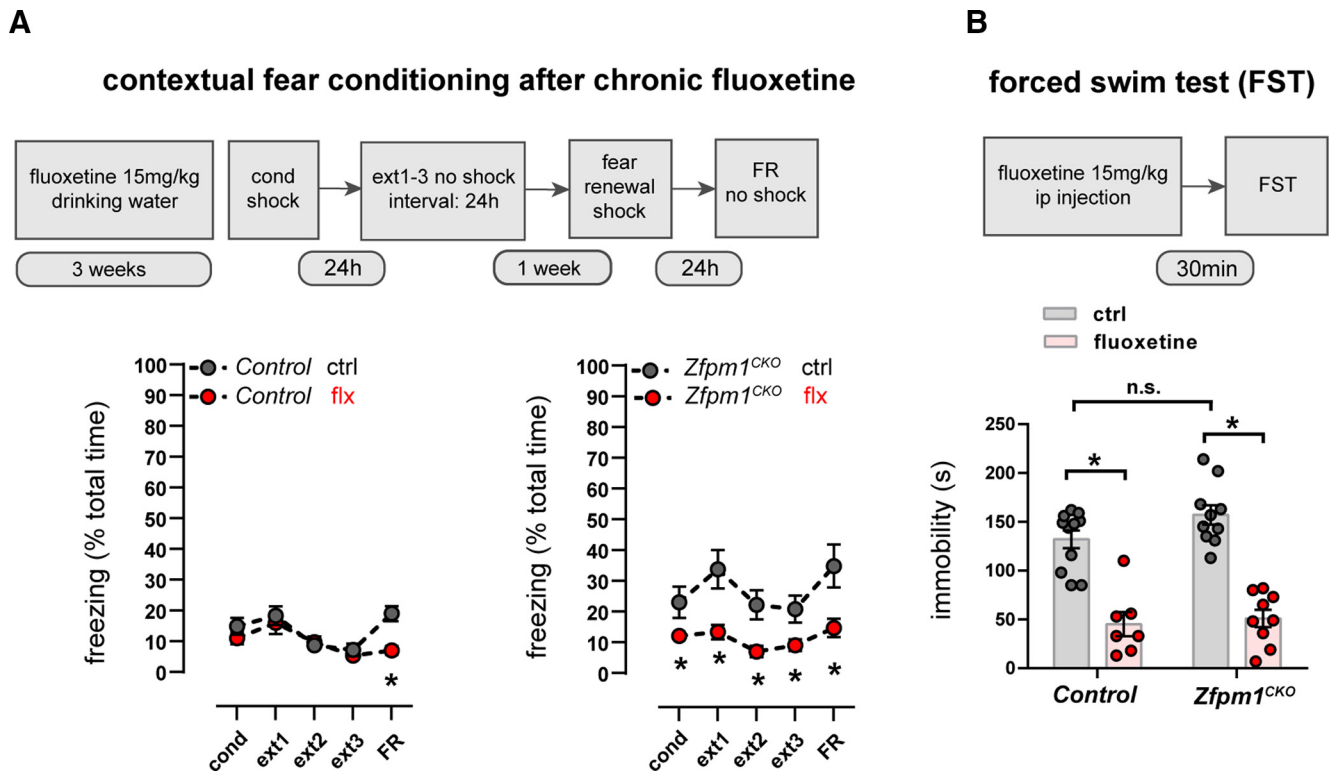 A
contextual fear conditioning after chronic fluoxetine
fluoxetine 15mg/kg
drinking water
cond
shock
ext1-3 no shock
interval: 24h
fear
renewal
shock
FR
no shock
3 weeks
24h
1 week
24h
freezing (% total time)
100
90
80
70
60
50
40
30
20
10
0
Control ctrl
Control flx
*
cond
ext1
ext2
ext3
FR
freezing (% total time)
100
90
80
70
60
50
40
30
20
10
0
Zfpm1CKO ctrl
Zfpm1CKO flx
* * * * *
cond
ext1
ext2
ext3
FR
B
forced swim test (FST)
fluoxetine 15mg/kg
ip injection
FST
30min
ctrl
fluoxetine
immobility (s)
250
200
150
100
50
0
n.s.
*
*
Control
Zfpm1CKO